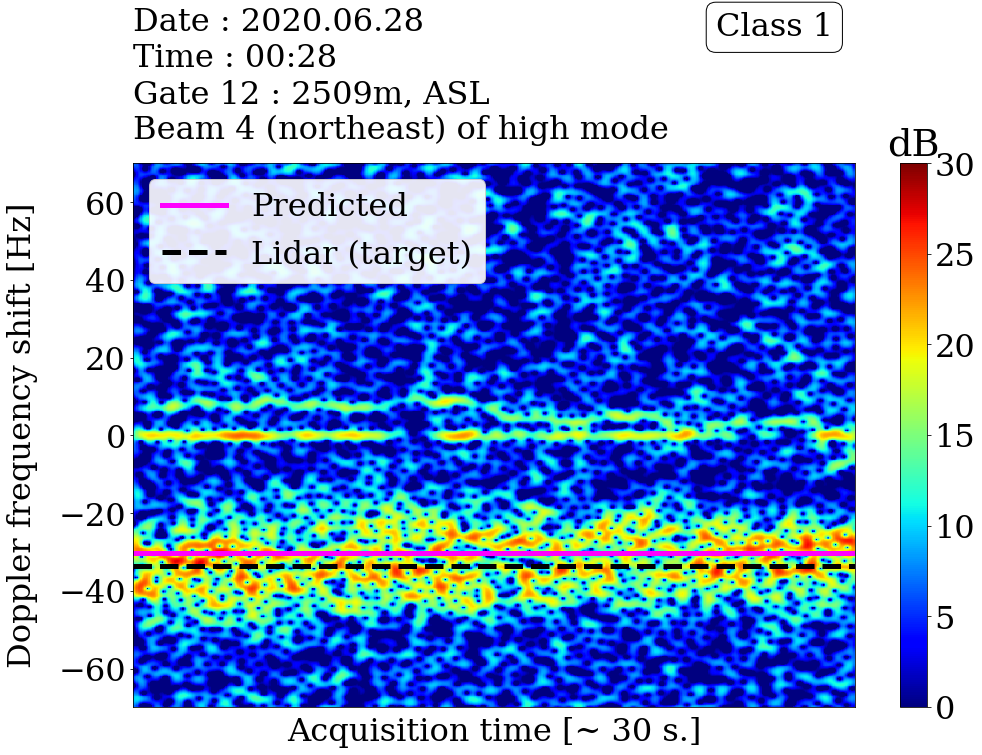 Date : 2020.06.28
Time : 00:28
Gate 12 : 2509m, ASL
Beam 4 (northeast) of high mode
Class 1
dB
Predicted
Lidar (target)
Doppler frequency shift [Hz]
60
40
20
0
−20
−40
−60
30
25
20
15
10
5
0
Acquisition time [~ 30 s.]